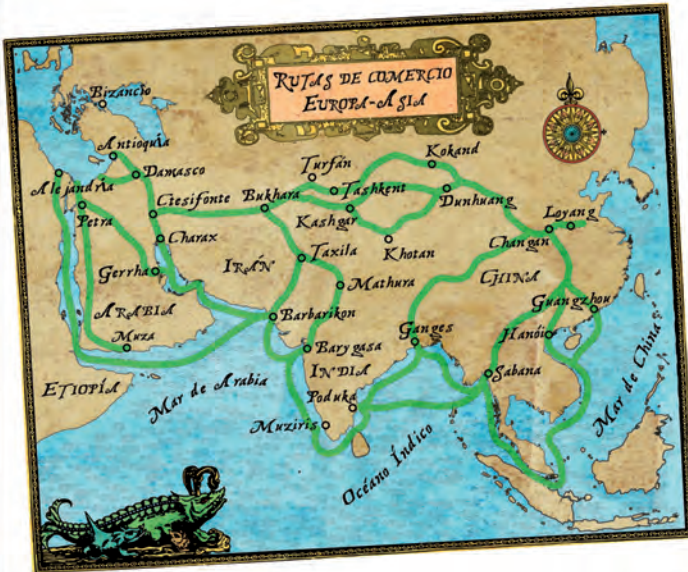 RUTAS DE COMERCIO
EUROPA-ASIA
Bizancio
Antioquía
Damasco
Alejandría
Petra
Ctesifonte
Bukhara
Turfán
Tashkent
Kokand
Dunhuang
Kashgar
Khotan
Loyang
Changan
Charax
Gerrha
IRÁN
Taxila
Mathura
CHINA
Guangzhou
ARABIA
Muza
Barbarikon
Barygasa
Ganges
Hanói
Sabana
INDIA
ETIOPÍA
Mar de Arabia
Poduka
Muziris
Océano Índico
Mar de China